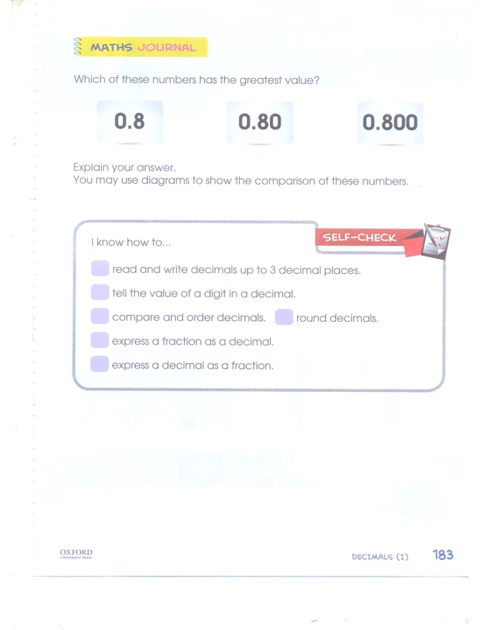 MATHS JOURNAL
Which of these numbers has the greatest value?
0.8 0.80 0.800
Explain your answer.
You may use diagrams to show the comparison of these numbers.
SELF-CHECK
I know how to...
read and write decimals up to 3 decimal places.
tell the value of a digit in a decimal.
compare and order decimals. round decimals.
express a fraction as a decimal.
express a decimal as a fraction.
OXFORD
UNIVERSITY PRESS
DECIMALS (I) 183